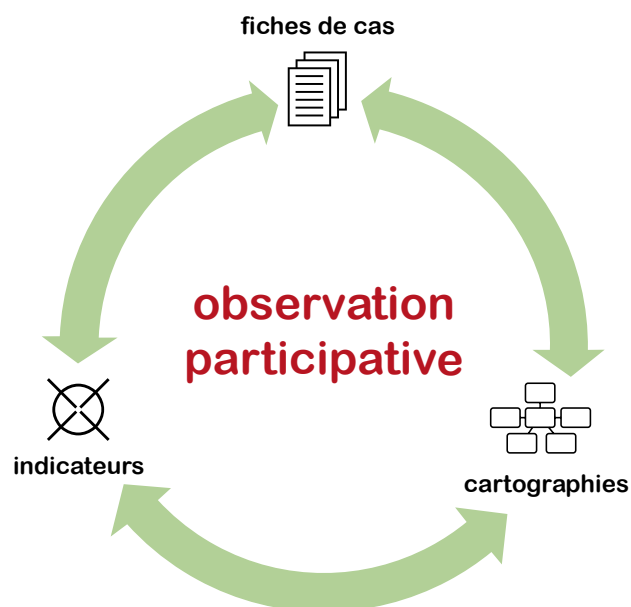 fiches de cas
observation
participative
indicateurs
cartographies